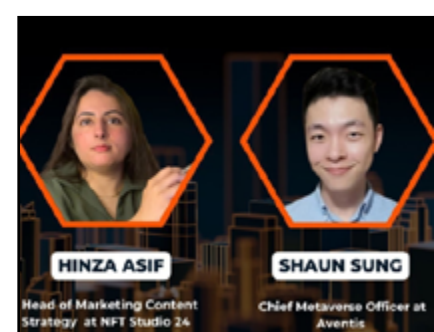 HINZA ASIF
Head of Marketing Content
Strategy at NFT Studio 24
SHAUN SUNG
Chief Metaverse Officer at
Aventis